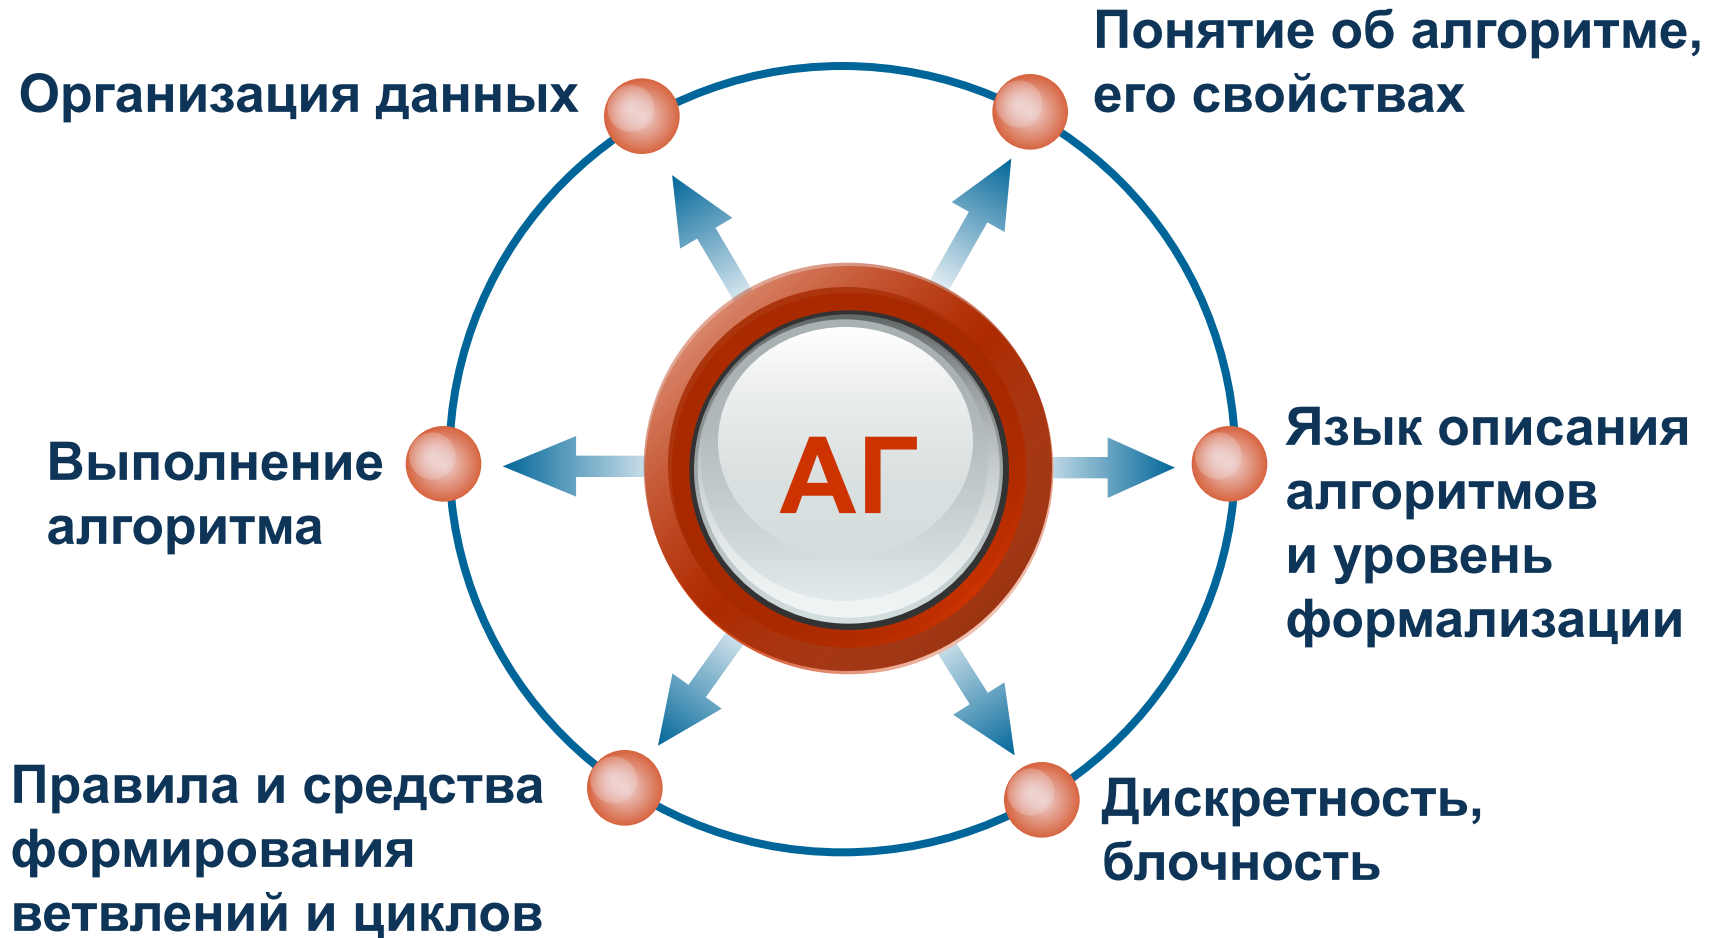 Понятие об алгоритме,
его свойствах
Организация данных
Язык описания
алгоритмов
и уровень
формализации
АГ
Выполнение
алгоритма
Дискретность,
блочность
Правила и средства
формирования
ветвлений и циклов